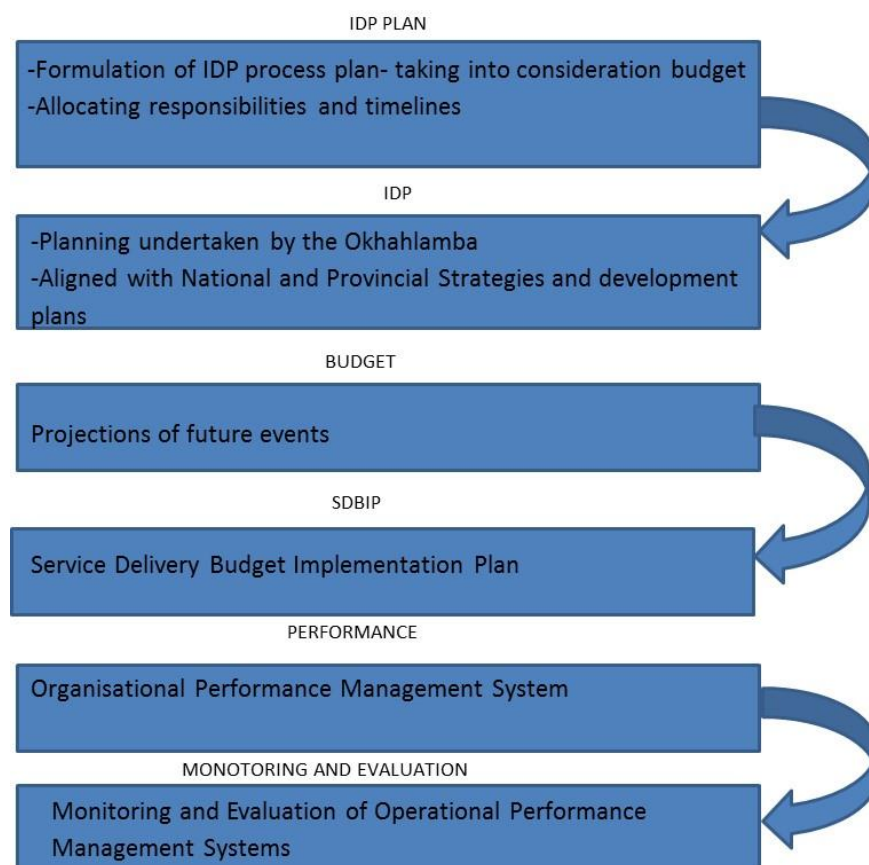 IDP PLAN
-Formulation of IDP process plan- taking into consideration budget
-Allocating responsibilities and timelines
IDP
-Planning undertaken by the Okhahlamba
-Aligned with National and Provincial Strategies and development
plans
BUDGET
Projections of future events
SDBIP
Service Delivery Budget Implementation Plan
PERFORMANCE
Organisational Performance Management System
MONOTORING AND EVALUATION
Monitoring and Evaluation of Operational Performance
Management Systems